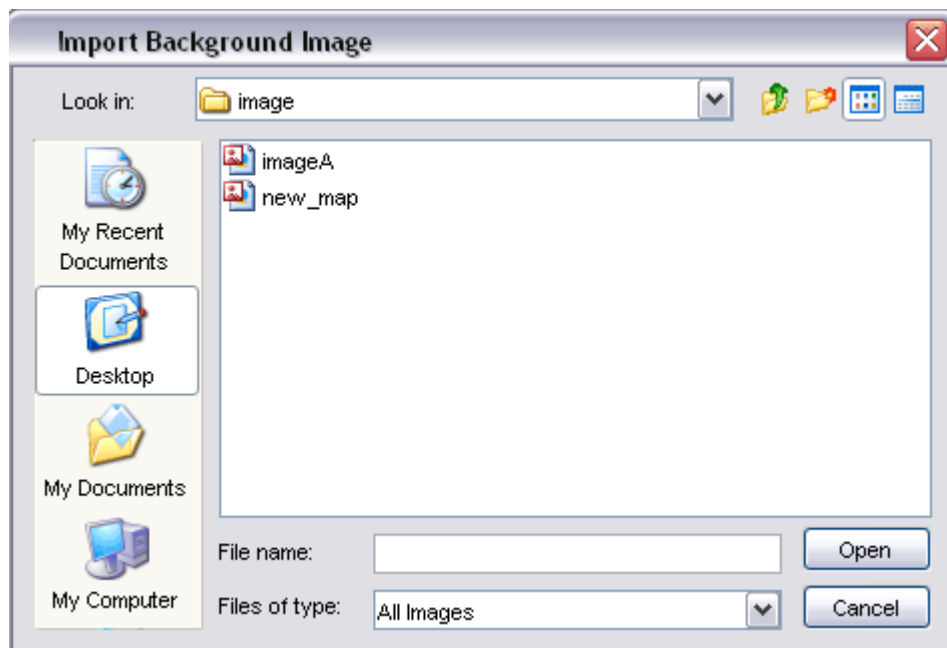 Import Background Image
Look in:
image
imageA
new_map
My Recent
Documents
Desktop
My Documents
My Computer
File name:
Open
Files of type:
All Images
Cancel